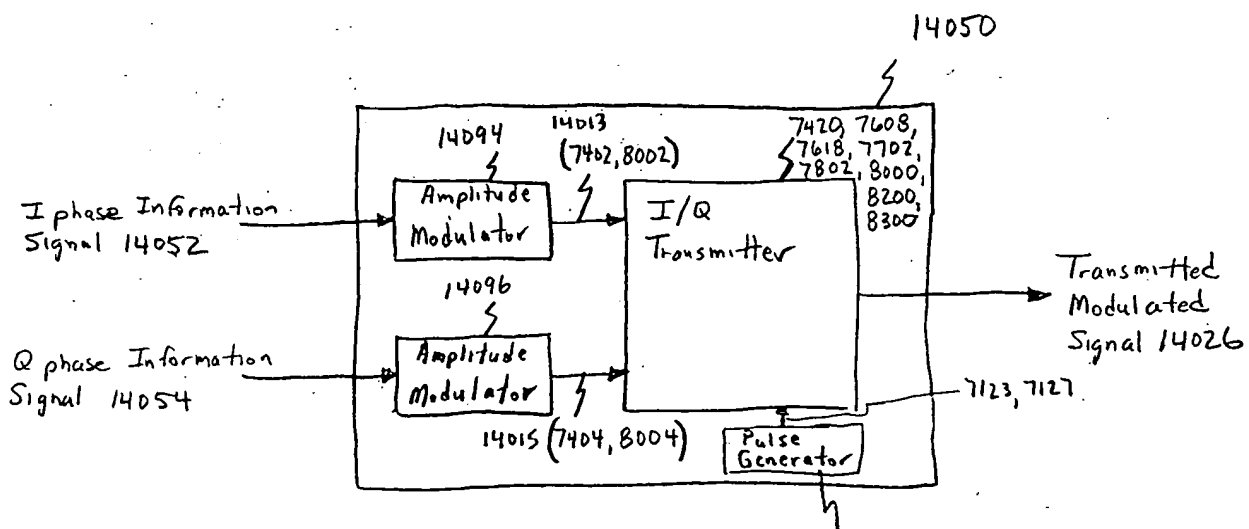 14050
14094
14013
(7402, 8002)
7420, 7608,
7618, 7702,
7802, 8000,
8200,
8300
I phase Information
Signal 14052
Amplitude
Modulator
I/Q
Transmitter
Transmitted
Modulated
Signal 14026
14096
Q phase Information
Signal 14054
Amplitude
Modulator
14015 (7404, 8004)
7123, 7127
Pulse
Generator